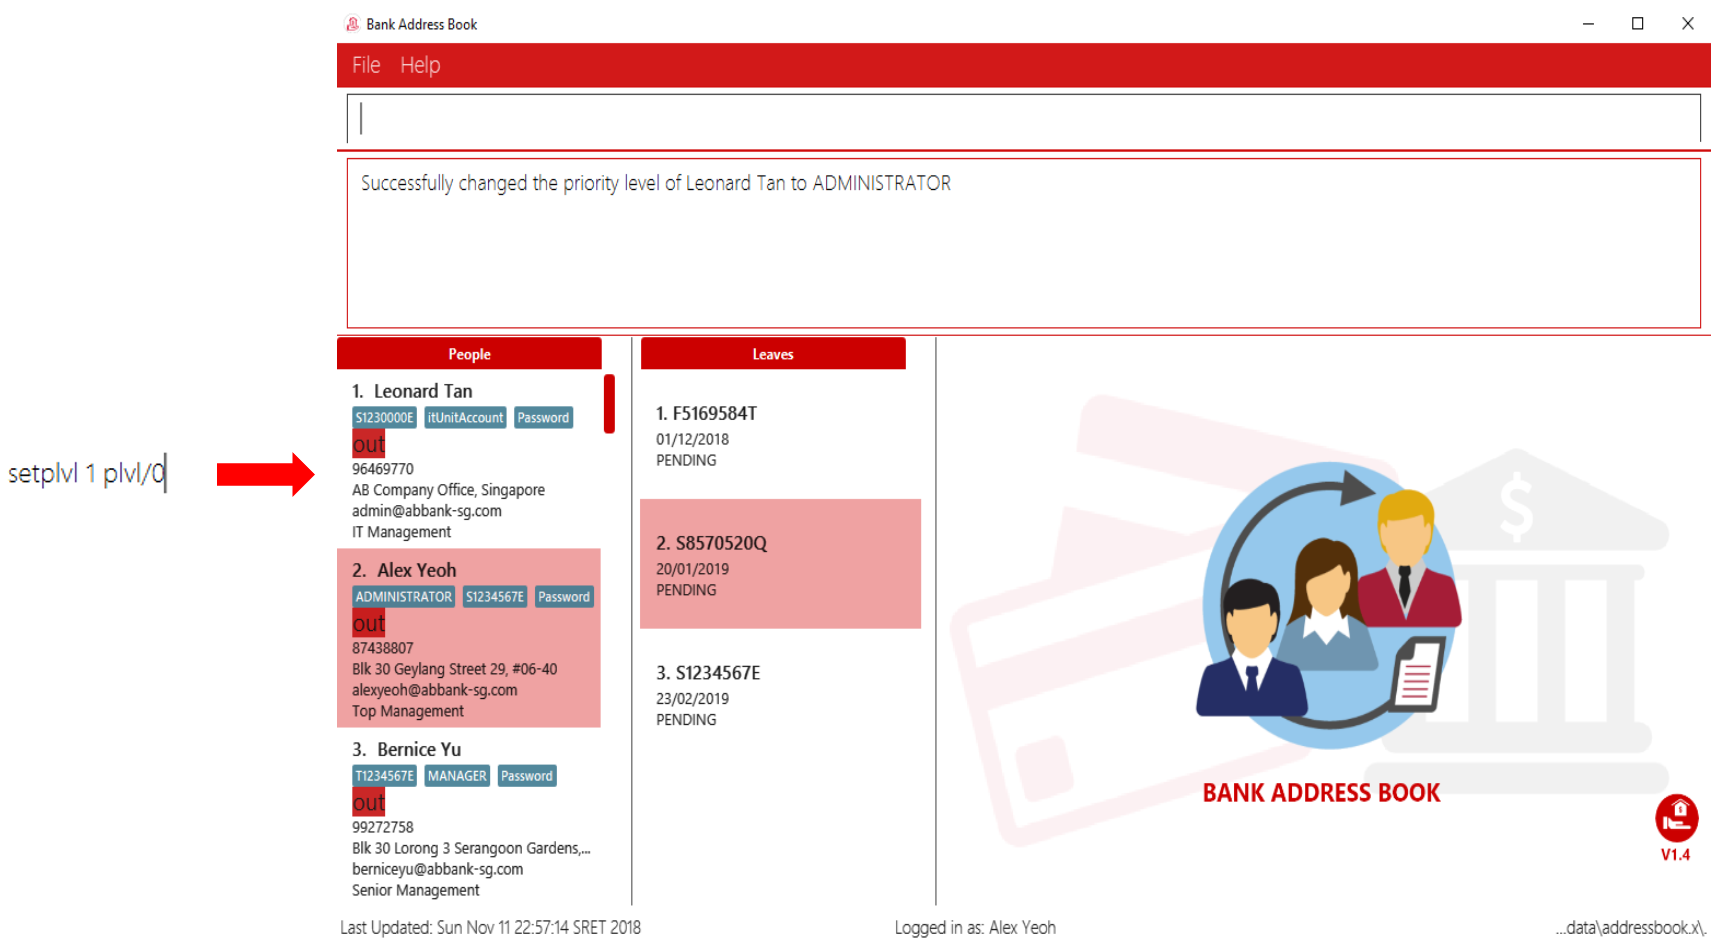 Bank Address Book
File Help
Successfully changed the priority level of Leonard Tan to ADMINISTRATOR
setplvl 1 plvl/0
People
1. Leonard Tan
S1230000E itUnitAccount Password
out
96469770
AB Company Office, Singapore
admin@abbank-sg.com
IT Management
2. Alex Yeoh
ADMINISTRATOR S1234567E Password
out
87438807
Blk 30 Geylang Street 29, #06-40
alexyeoh@abbank-sg.com
Top Management
3. Bernice Yu
T1234567E MANAGER Password
out
99272758
Blk 30 Lorong 3 Serangoon Gardens,...
berniceyu@abbank-sg.com
Senior Management
Leaves
1. F5169584T
01/12/2018
PENDING
2. S8570520Q
20/01/2019
PENDING
3. S1234567E
23/02/2019
PENDING
$
BANK ADDRESS BOOK
$
V1.4
Last Updated: Sun Nov 11 22:57:14 SRET 2018
Logged in as: Alex Yeoh
...data\addressbook.x\.